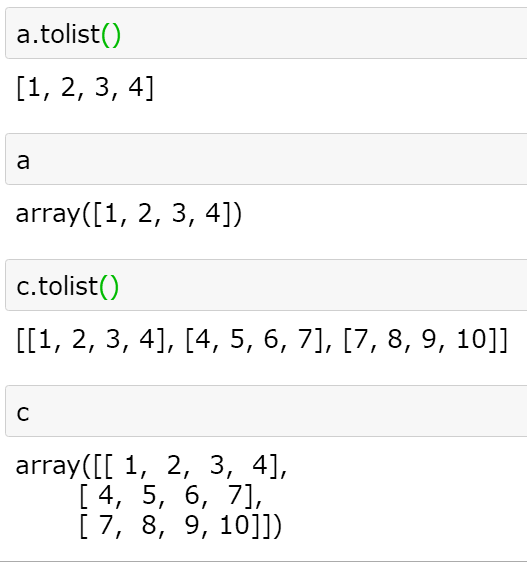 a.tolist()
[1, 2, 3, 4]
a
array([1, 2, 3, 4])
c.tolist()
[[1, 2, 3, 4], [4, 5, 6, 7], [7, 8, 9, 10]]
c
array([[ 1,  2,  3,  4],
       [ 4,  5,  6,  7],
       [ 7,  8,  9, 10]])